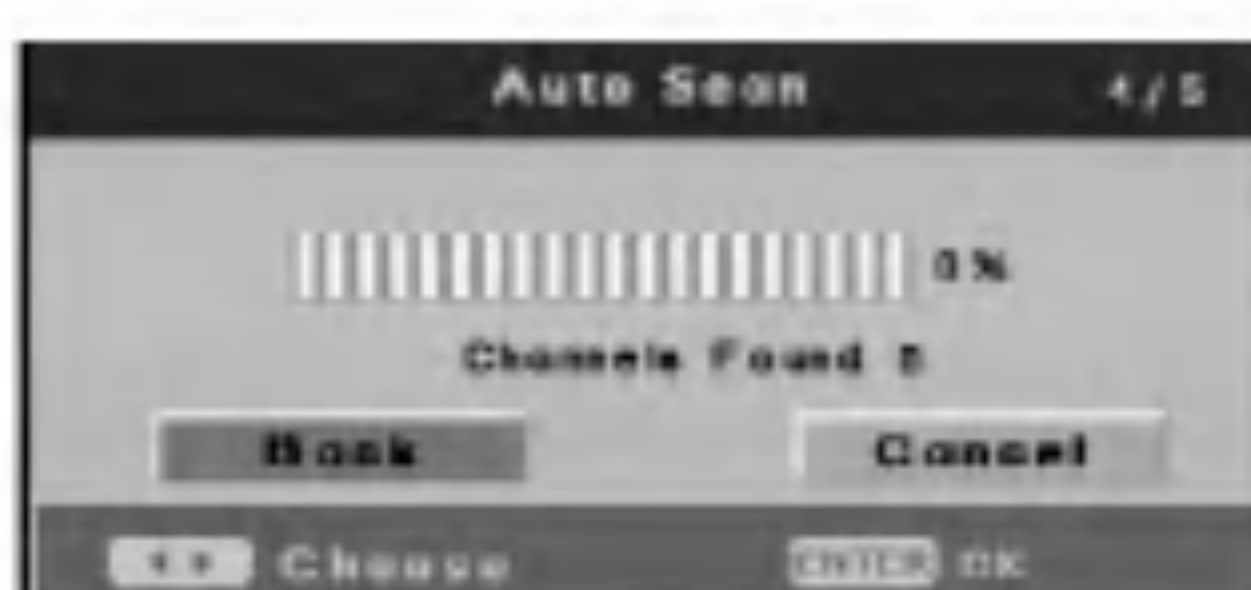 Auto Scan 4/5
0%
Channels Found
Back Cancel
Choose ENTER OK